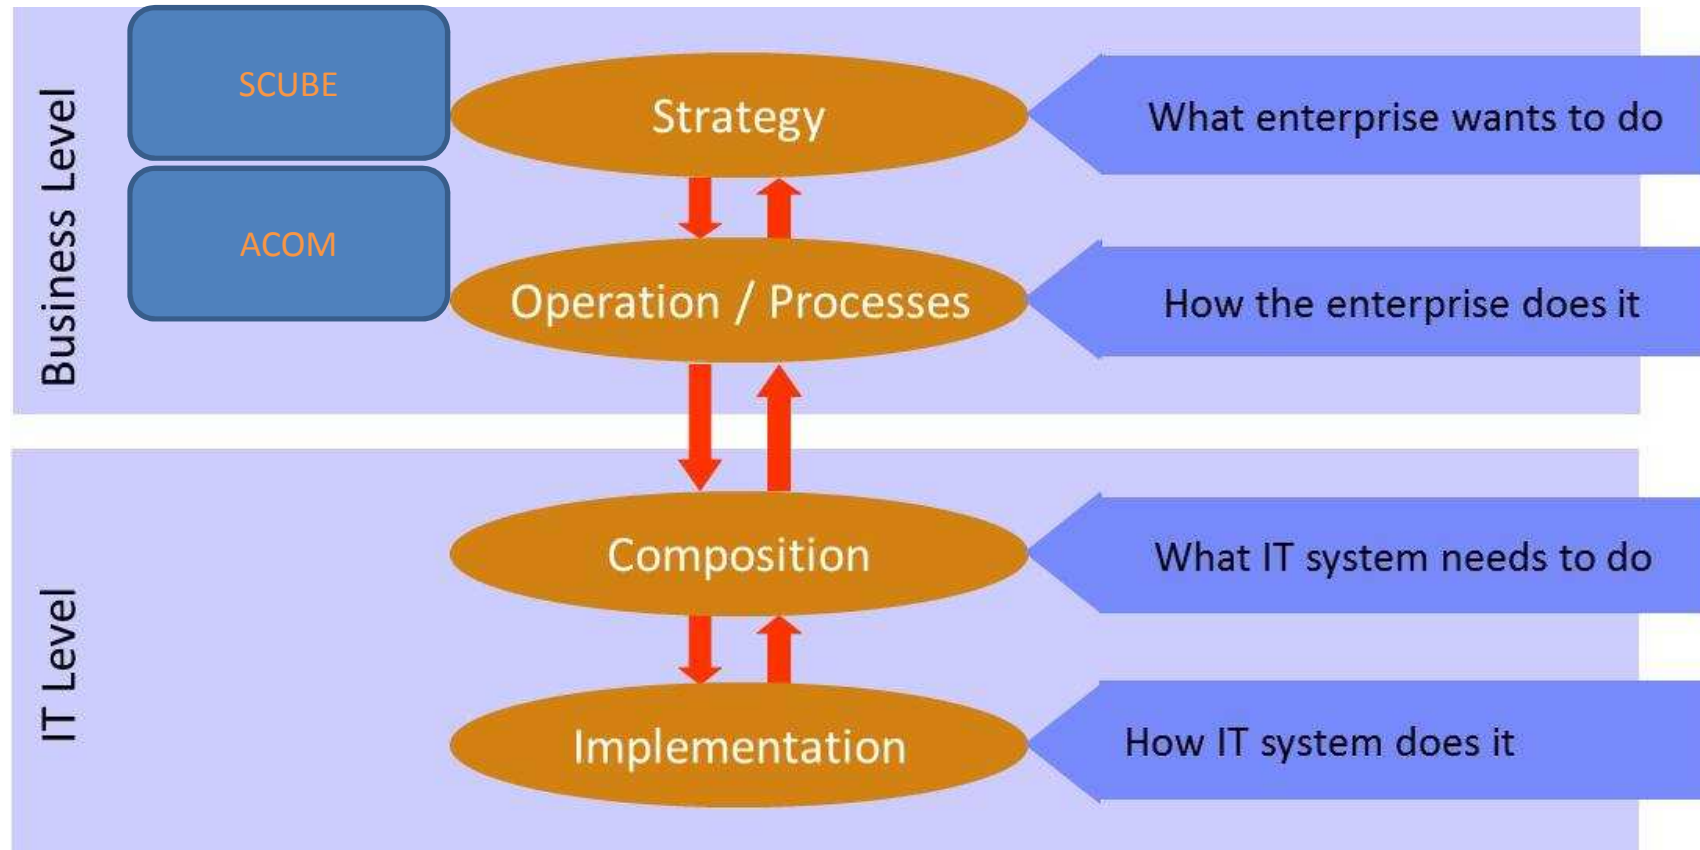 Business Level
SCUBE
Strategy
What enterprise wants to do
ACOM
Operation / Processes
How the enterprise does it
IT Level
Composition
What IT system needs to do
Implementation
How IT system does it